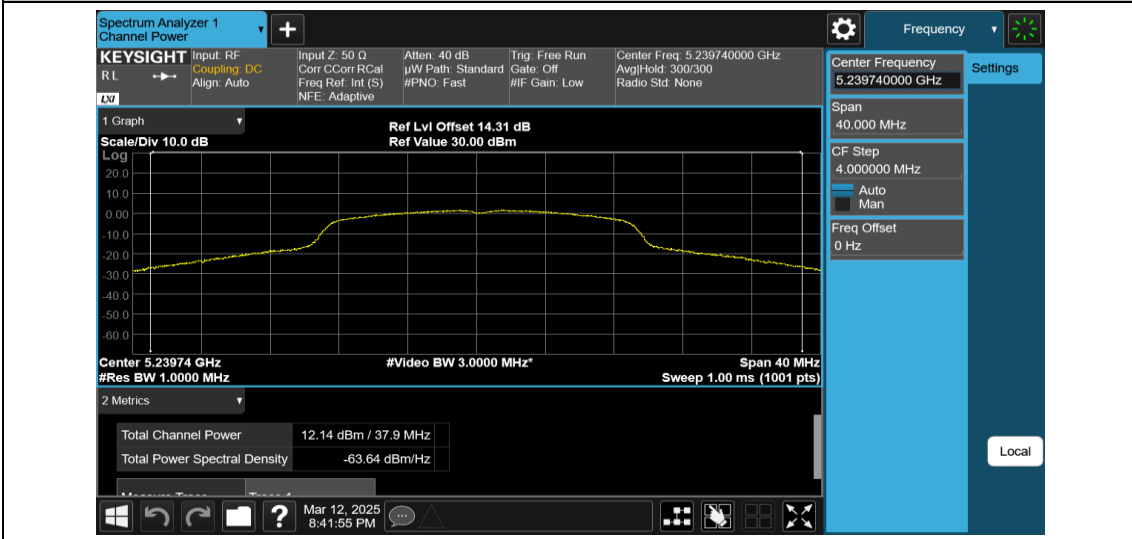 Spectrum Analyzer 1
Channel Power
Frequency
KEYSIGHT
R L
LXI
Input: RF
Coupling: DC
Align: Auto
Input Z: 50 Ω
Corr CCorr RCal
Freq Ref: Int (S)
NFE: Adaptive
Atten: 40 dB
µW Path: Standard
#PNO: Fast
Trig: Free Run
Gate: Off
#IF Gain: Low
Center Freq: 5.239740000 GHz
Avg|Hold: 300/300
Radio Std: None
Center Frequency
5.239740000 GHz
Settings
Span
40.000 MHz
CF Step
4.000000 MHz
Auto
Man
Freq Offset
0 Hz
Local
1 Graph
Scale/Div 10.0 dB
Ref Lvl Offset 14.31 dB
Ref Value 30.00 dBm
Log
20.0
10.0
0.00
-10.0
-20.0
-30.0
-40.0
-50.0
-60.0
Center 5.23974 GHz
#Video BW 3.0000 MHz*
Span 40 MHz
#Res BW 1.0000 MHz
Sweep 1.00 ms (1001 pts)
2 Metrics
Total Channel Power 12.14 dBm / 37.9 MHz
Total Power Spectral Density -63.64 dBm/Hz
Measure Trace Trace 1
?
Mar 12, 2025
8:41:55 PM